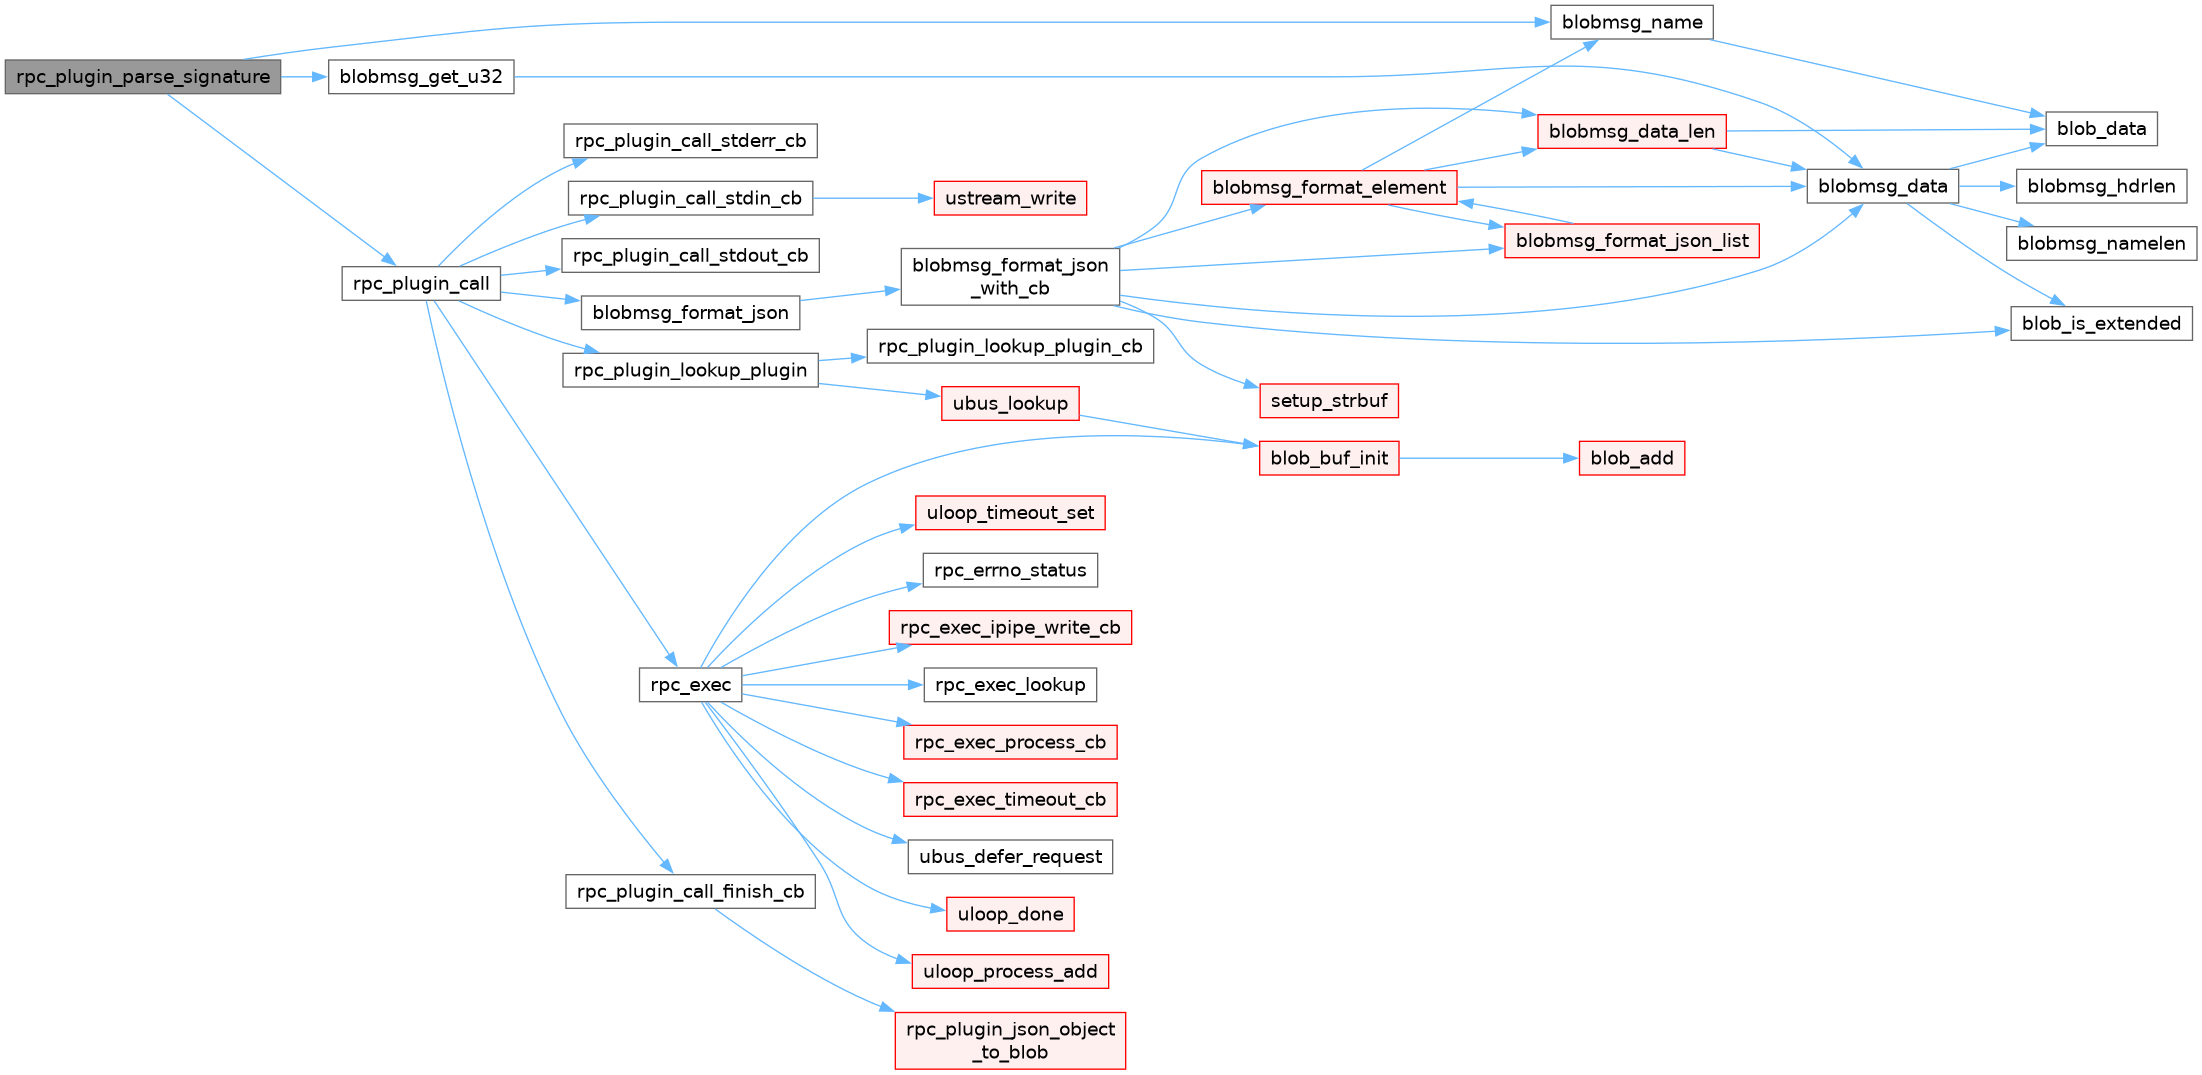 rpc_plugin_parse_signature
blobmsg_get_u32
blobmsg_name
rpc_plugin_call
rpc_plugin_call_stderr_cb
rpc_plugin_call_stdin_cb
ustream_write
rpc_plugin_call_stdout_cb
blobmsg_format_json
blobmsg_format_json
_with_cb
blobmsg_format_element
blobmsg_data_len
blobmsg_format_json_list
blobmsg_data
blob_data
blobmsg_hdrlen
blobmsg_namelen
blob_is_extended
rpc_plugin_lookup_plugin
rpc_plugin_lookup_plugin_cb
ubus_lookup
setup_strbuf
blob_buf_init
blob_add
rpc_exec
uloop_timeout_set
rpc_errno_status
rpc_exec_ipipe_write_cb
rpc_exec_lookup
rpc_exec_process_cb
rpc_exec_timeout_cb
ubus_defer_request
uloop_done
uloop_process_add
rpc_plugin_call_finish_cb
rpc_plugin_json_object
_to_blob